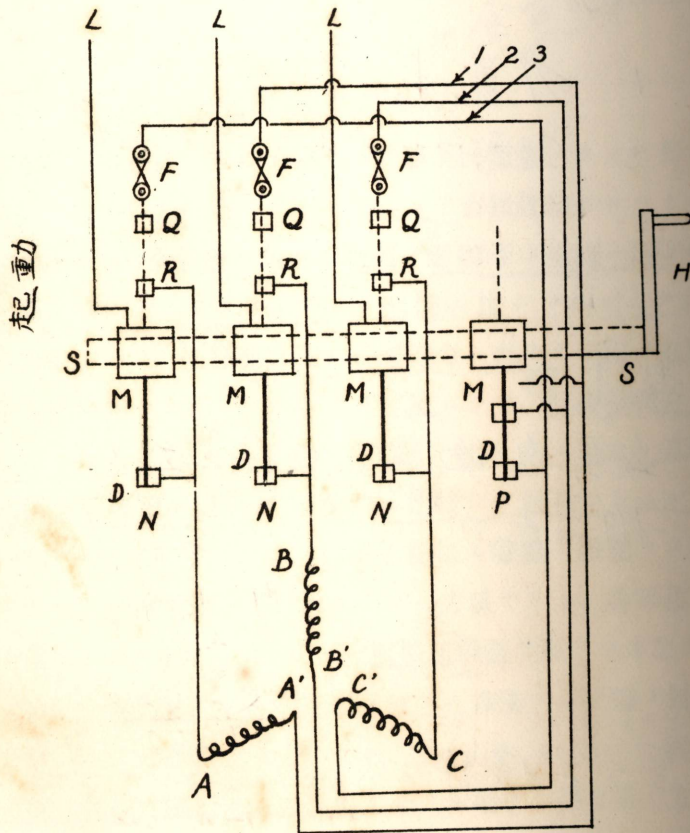 L L L
1 2 3
F F F
Q Q Q
R R R
H
起動
S S
M M M M
D D D D
N N N P
B
B'
A' C'
A C